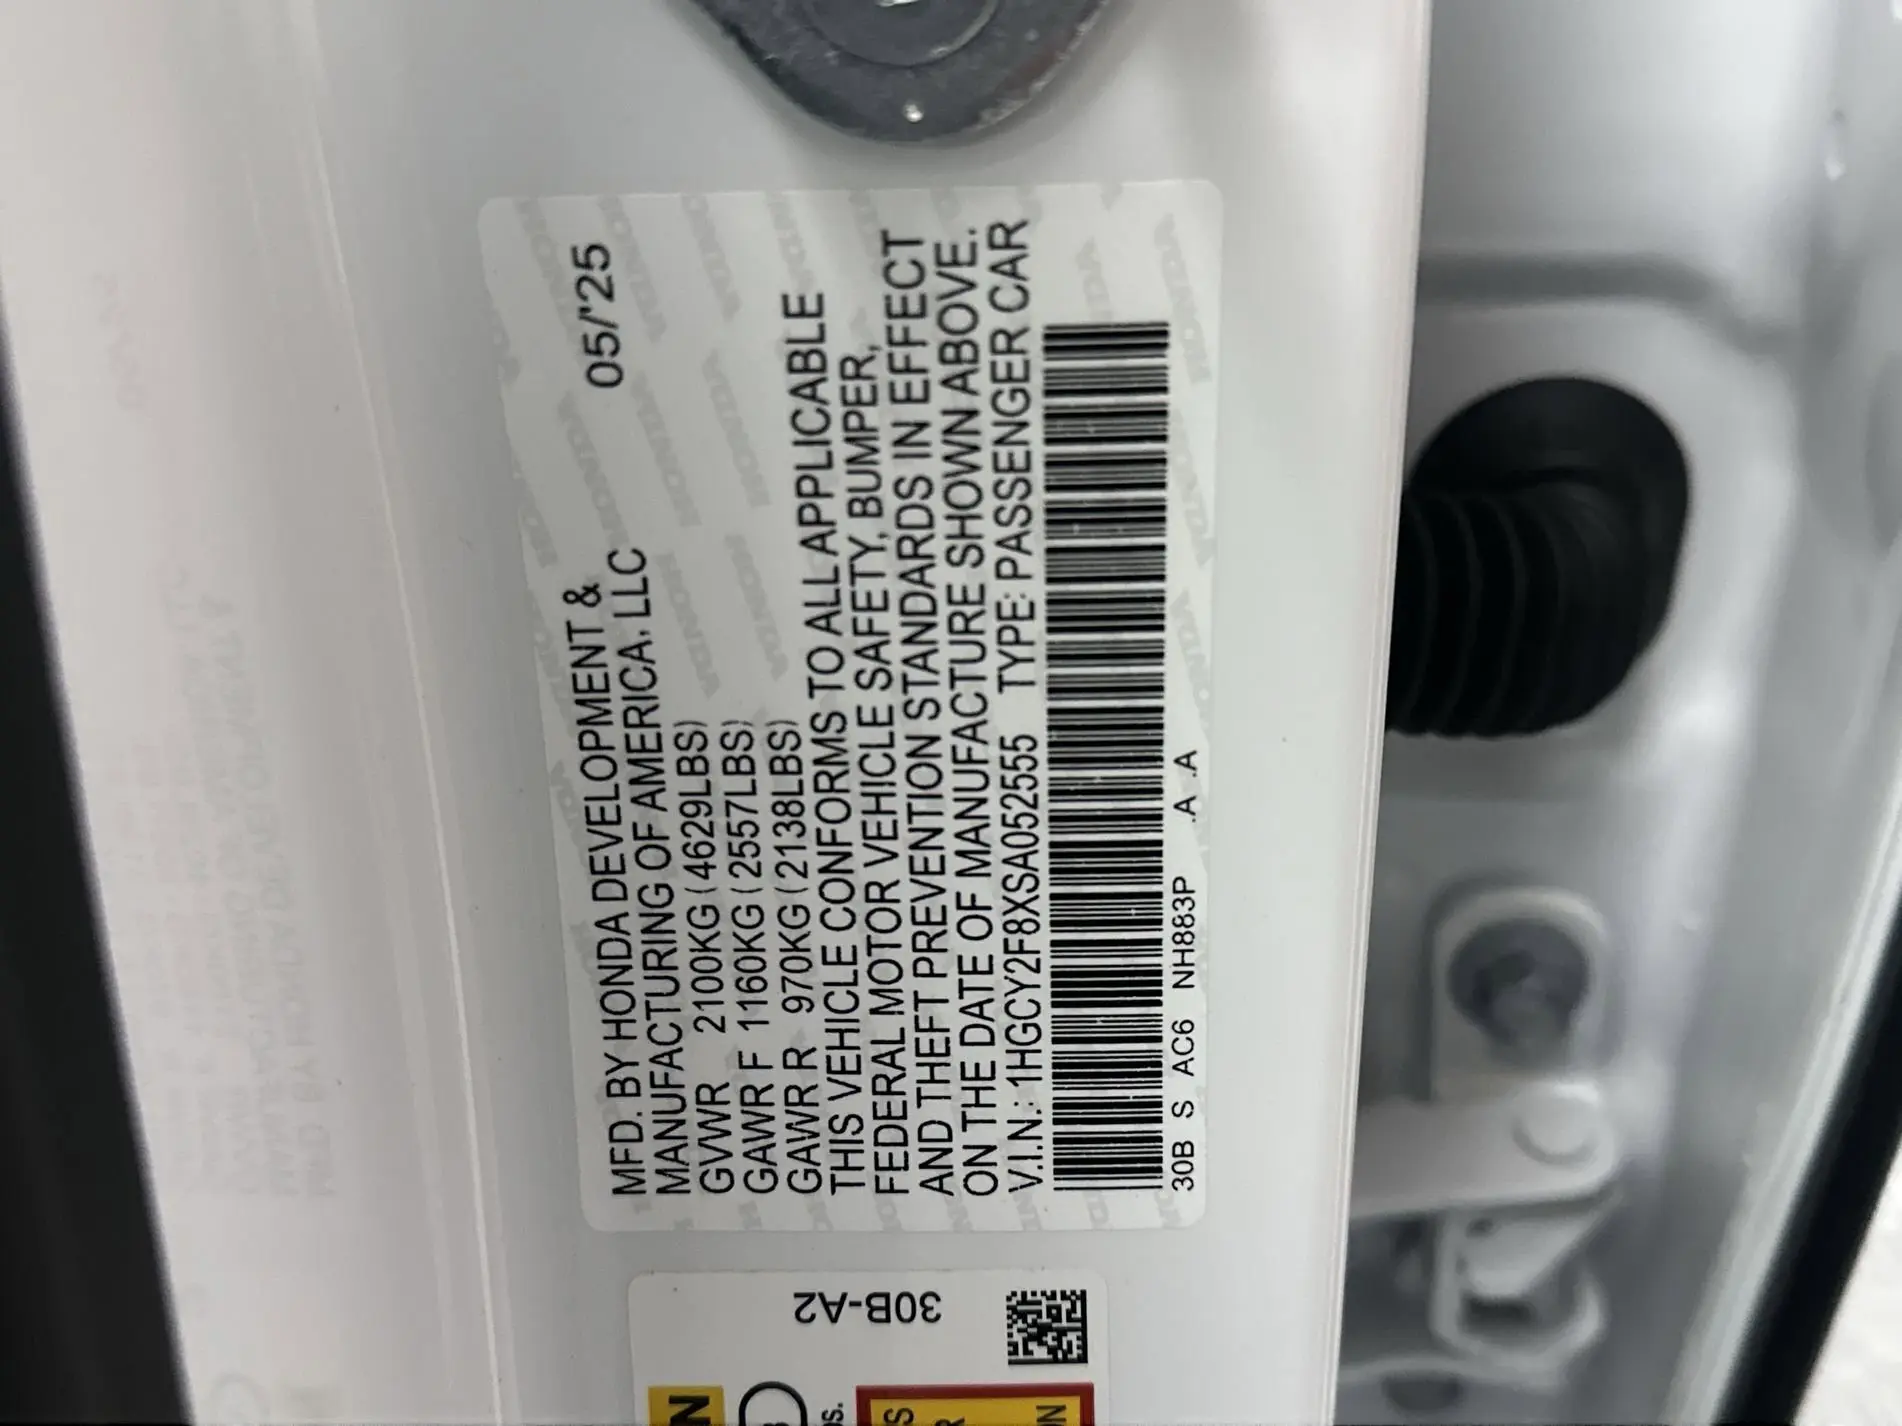 MFD. BY HONDA DEVELOPMENT &
MANUFACTURING OF AMERICA, LLC 05/'25
GVWR 2100KG (4629LBS)
GAWR F 1160KG (2557LBS)
GAWR R 970KG (2138LBS)
THIS VEHICLE CONFORMS TO ALL APPLICABLE
FEDERAL MOTOR VEHICLE SAFETY, BUMPER,
AND THEFT PREVENTION STANDARDS IN EFFECT
ON THE DATE OF MANUFACTURE SHOWN ABOVE.
V.I.N.: 1HGCY2F8XSA052555 TYPE: PASSENGER CAR
30B S AC6 NH883P .A .A
30B-A2